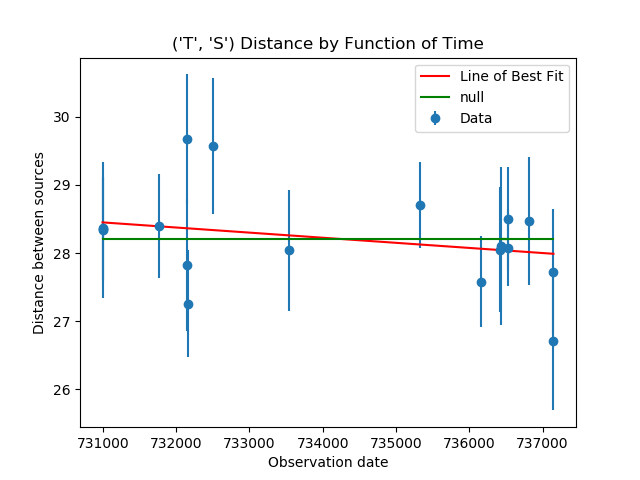 ('T', 'S') Distance by Function of Time
Line of Best Fit
null
Data
Distance between sources
30
29
28
27
26
731000 732000 733000 734000 735000 736000 737000
Observation date